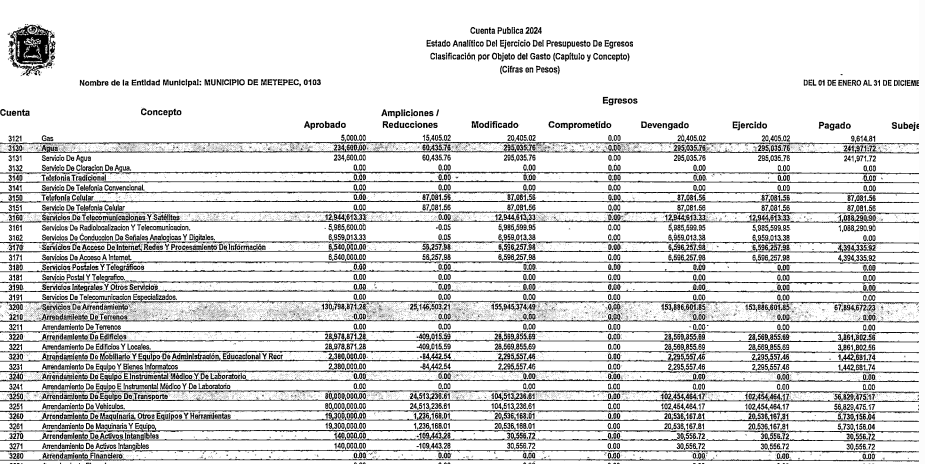 Cuenta Publica 2024
Estado Analítico Del Ejercicio Del Presupuesto De Egresos
Clasificación por Objeto del Gasto (Capítulo y Concepto)
(Cifras en Pesos)
Nombre de la Entidad Municipal: MUNICIPIO DE METEPEC, 0103 DEL 01 DE ENERO AL 31 DE DICIEMB
Egresos
Cuenta Concepto Aprobado Ampliciones / Reducciones Modificado Comprometido Devengado Ejercido Pagado Subeje
3121 Gas 5,000.00 15,405.02 20,405.02 0.00 20,405.02 20,405.02 9,614.81
3130 Agua 234,600.00 60,435.76 295,035.76 0.00 295,035.76 295,035.76 241,971.72
3131 Servicio De Agua 234,600.00 60,435.76 295,035.76 0.00 295,035.76 295,035.76 241,971.72
3132 Servicio De Cloracion De Agua. 0.00 0.00 0.00 0.00 0.00 0.00 0.00
3140 Telefonía Tradicional 0.00 0.00 0.00 0.00 0.00 0.00 0.00
3141 Servicio De Telefonía Convencional. 0.00 0.00 0.00 0.00 0.00 0.00 0.00
3150 Telefonía Celular 0.00 87,081.56 87,081.56 0.00 87,081.56 87,081.56 87,081.56
3151 Servicio De Telefonía Celular 0.00 87,081.56 87,081.56 0.00 87,081.56 87,081.56 87,081.56
3160 Servicios De Telecomunicaciones Y Satélites 12,944,613.33 0.00 12,944,613.33 0.00 12,944,613.33 12,944,613.33 1,088,290.90
3161 Servicios De Radiolocalizacion Y Telecomunicacion. 5,985,600.00 -0.05 5,985,599.95 0.00 5,985,599.95 5,985,599.95 1,088,290.90
3162 Servicios De Conduccion De Señales Analogicas Y Digitales. 6,959,013.33 0.05 6,959,013.38 0.00 6,959,013.38 6,959,013.38 0.00
3170 Servicios De Acceso De Internet, Redes Y Procesamiento De Información 6,540,000.00 56,257.98 6,596,257.98 0.00 6,596,257.98 6,596,257.98 4,394,335.92
3171 Servicios De Acceso A Internet. 6,540,000.00 56,257.98 6,596,257.98 0.00 6,596,257.98 6,596,257.98 4,394,335.92
3180 Servicios Postales Y Telegráficos 0.00 0.00 0.00 0.00 0.00 0.00 0.00
3181 Servicio Postal Y Telegrafico. 0.00 0.00 0.00 0.00 0.00 0.00 0.00
3190 Servicios Integrales Y Otros Servicios 0.00 0.00 0.00 0.00 0.00 0.00 0.00
3191 Servicios De Telecomunicacion Especializados. 0.00 0.00 0.00 0.00 0.00 0.00 0.00
3200 Servicios De Arrendamiento 130,798,871.28 25,146,503.21 155,945,374.49 0.00 153,886,601.85 153,886,601.85 67,894,672.23
3210 Arrendamiento De Terrenos 0.00 0.00 0.00 0.00 0.00 0.00 0.00
3211 Arrendamiento De Terrenos 0.00 0.00 0.00 0.00 0.00 0.00 0.00
3220 Arrendamiento De Edificios 28,978,871.28 -409,015.59 28,569,855.69 0.00 28,569,855.69 28,569,855.69 3,861,802.56
3221 Arrendamiento De Edificios Y Locales. 28,978,871.28 -409,015.59 28,569,855.69 0.00 28,569,855.69 28,569,855.69 3,861,802.56
3230 Arrendamiento De Mobiliario Y Equipo De Administración, Educacional Y Recr 2,380,000.00 -84,442.54 2,295,557.46 0.00 2,295,557.46 2,295,557.46 1,442,681.74
3231 Arrendamiento De Equipo Y Bienes Informaticos 2,380,000.00 -84,442.54 2,295,557.46 0.00 2,295,557.46 2,295,557.46 1,442,681.74
3240 Arrendamiento De Equipo E Instrumental Médico Y De Laboratorio 0.00 0.00 0.00 0.00 0.00 0.00 0.00
3241 Arrendamiento De Equipo E Instrumental Médico Y De Laboratorio 0.00 0.00 0.00 0.00 0.00 0.00 0.00
3250 Arrendamiento De Equipo De Transporte 80,000,000.00 24,513,236.61 104,513,236.61 0.00 102,454,464.17 102,454,464.17 56,829,475.17
3251 Arrendamiento De Vehiculos. 80,000,000.00 24,513,236.61 104,513,236.61 0.00 102,454,464.17 102,454,464.17 56,829,475.17
3260 Arrendamiento De Maquinaria, Otros Equipos Y Herramientas 19,300,000.00 1,236,168.01 20,536,168.01 0.00 20,536,167.81 20,536,167.81 5,730,156.04
3261 Arrendamiento De Maquinaria Y Equipo. 19,300,000.00 1,236,168.01 20,536,168.01 0.00 20,536,167.81 20,536,167.81 5,730,156.04
3270 Arrendamiento De Activos Intangibles 140,000.00 -109,443.28 30,556.72 0.00 30,556.72 30,556.72 30,556.72
3271 Arrendamiento De Activos Intangibles 140,000.00 -109,443.28 30,556.72 0.00 30,556.72 30,556.72 30,556.72
3280 Arrendamiento Financiero 0.00 0.00 0.00 0.00 0.00 0.00 0.00